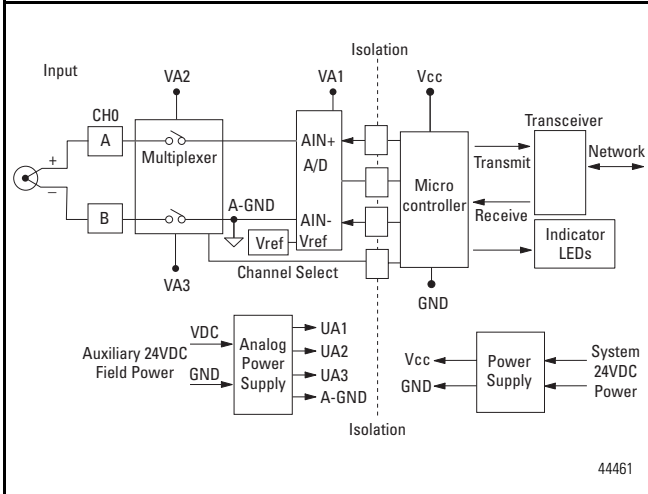 Isolation
Input
VA2
VA1
Vcc
Transceiver
CH0
A
+
Multiplexer
AIN+
A/D
Transmit
Network
Micro
controller
–
B
A-GND
AIN-
Receive
Vref
Vref
Indicator
LEDs
Channel Select
VA3
GND
Auxiliary 24VDC
Field Power
VDC
GND
Analog
Power
Supply
UA1
UA2
UA3
A-GND
Vcc
GND
Power
Supply
System
24VDC
Power
Isolation
44461